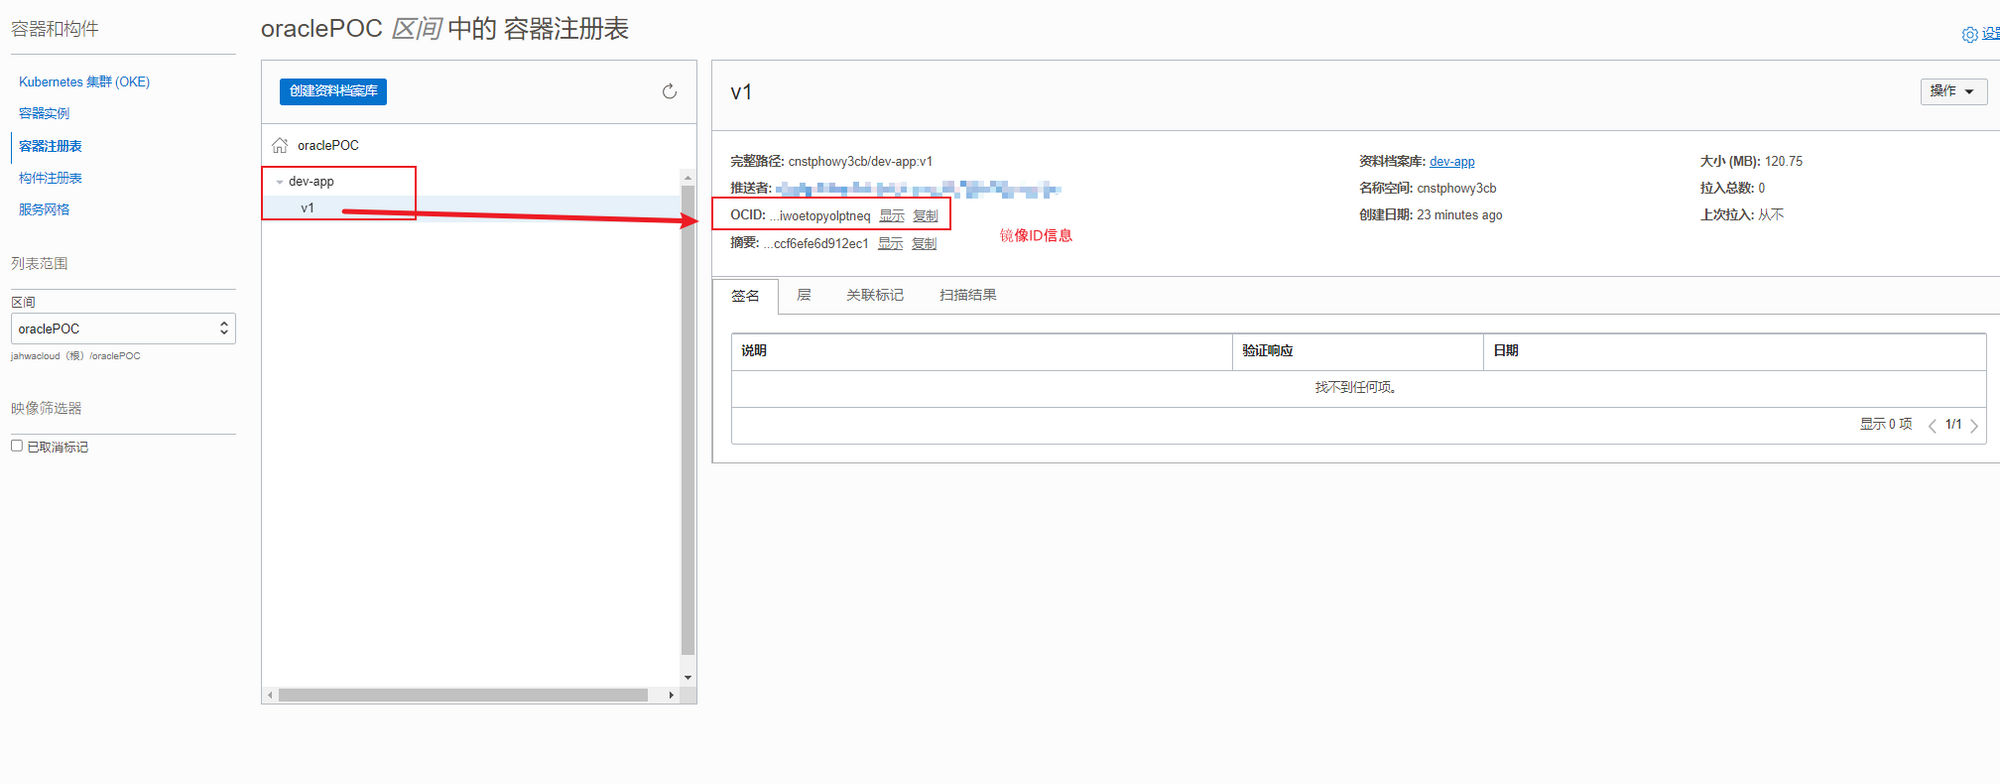 容器和构件
Kubernetes 集群 (OKE)
容器实例
容器注册表
构件注册表
服务网格
列表范围
区间
oraclePOC
jahwacloud（根）/oraclePOC
映像筛选器
已取消标记
oraclePOC 区间 中的 容器注册表
设置
创建资料档案库
oraclePOC
dev-app
v1
v1
操作
完整路径: cnstphowy3cb/dev-app:v1
推送者:
OCID: ...iwoetopyolptneq 显示 复制
摘要: ...ccf6efe6d912ec1 显示 复制
镜像ID信息
资料档案库: dev-app
名称空间: cnstphowy3cb
创建日期: 23 minutes ago
大小 (MB): 120.75
拉入总数: 0
上次拉入: 从不
签名 层 关联标记 扫描结果
说明 验证响应 日期
找不到任何项。
显示 0 项 1/1